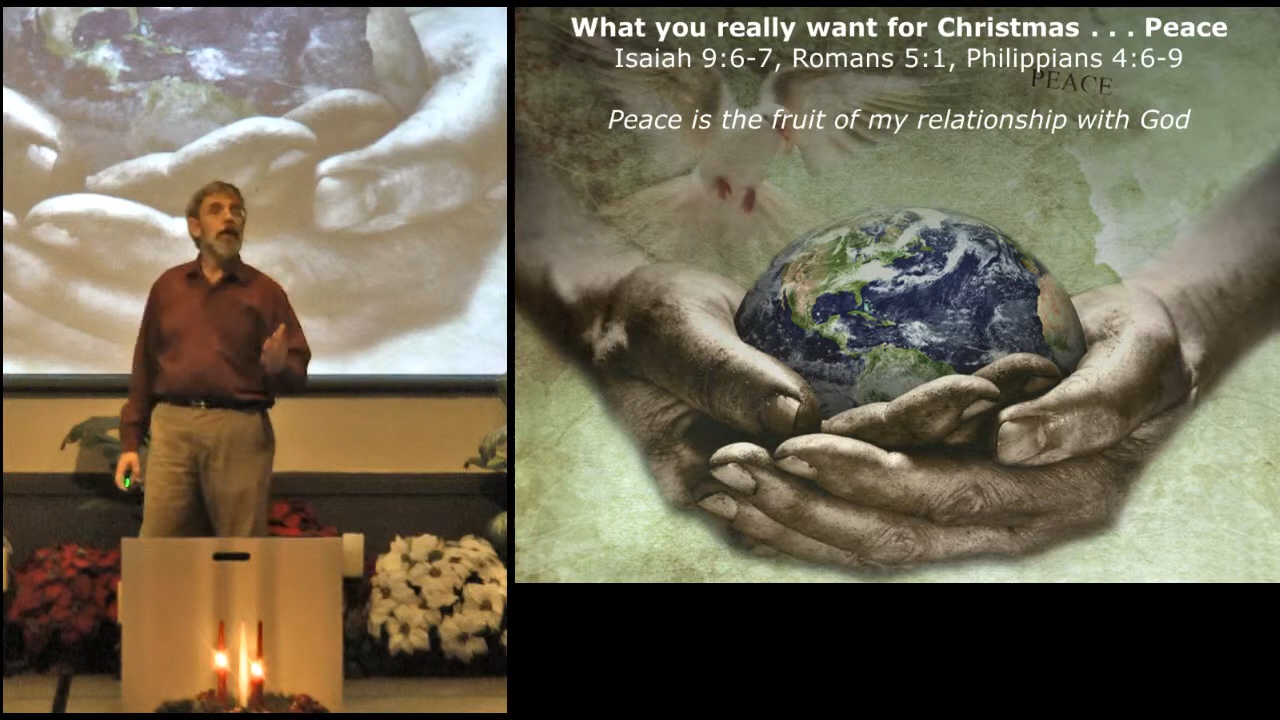 What you really want for Christmas . . . Peace
Isaiah 9:6-7, Romans 5:1, Philippians 4:6-9
PEACE
Peace is the fruit of my relationship with God